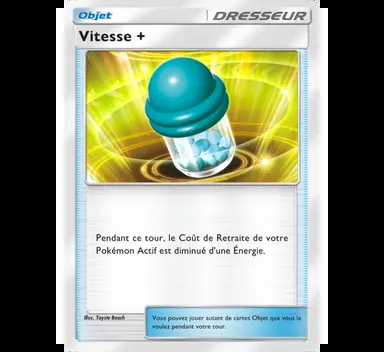 Objet
DRESSEUR
Vitesse +
Pendant ce tour, le Coût de Retraite de votre
Pokémon Actif est diminué d'une Énergie.
Illus. Toyste Beach
Vous pouvez jouer autant de cartes Objet que vous le
voulez pendant votre tour.